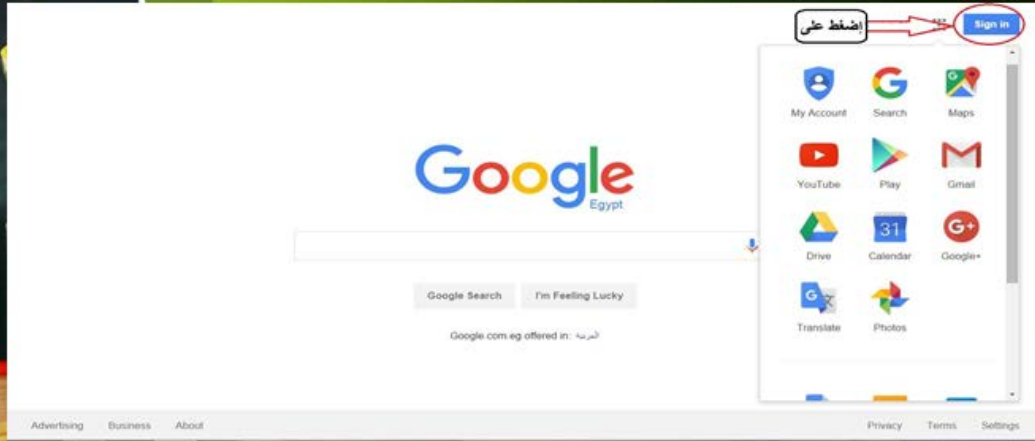 إضغط على
Sign in
My Account Search Maps
Google
Egypt
YouTube Play Gmail
31
G+
Drive Calendar Google+
Google Search I'm Feeling Lucky
Translate Photos
Google.com.eg offered in: العربية
Advertising Business About Privacy Terms Settings